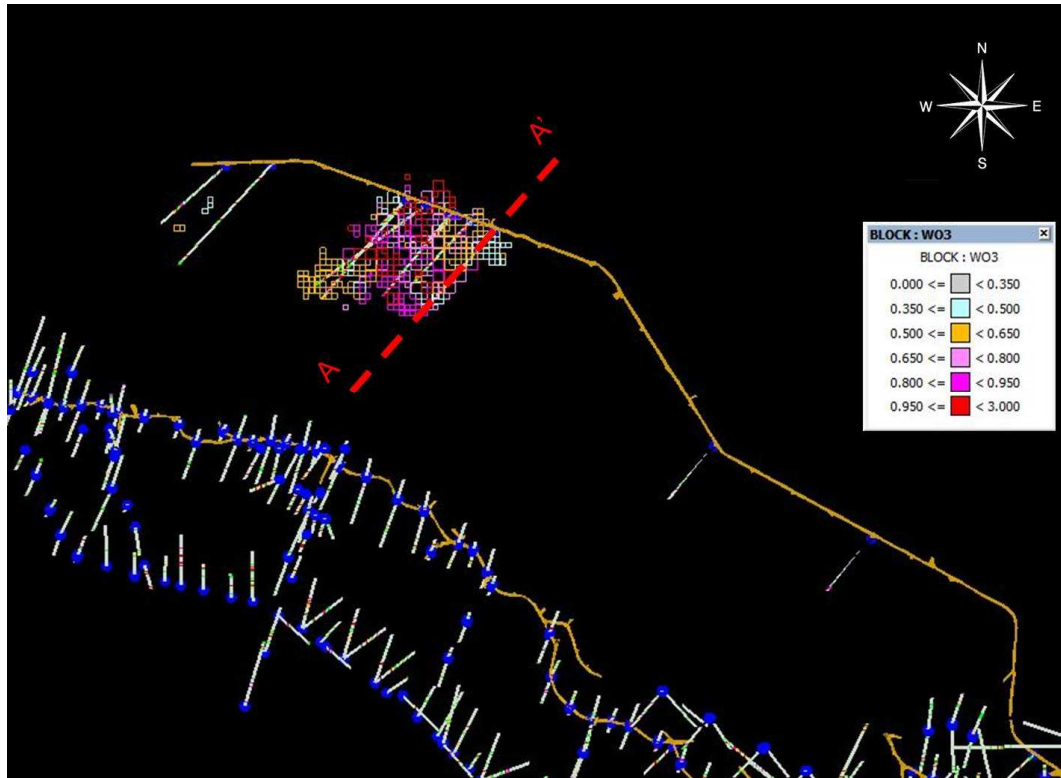 N
W E
S
A'
A
BLOCK : WO3
BLOCK : WO3
0.000 <= < 0.350
0.350 <= < 0.500
0.500 <= < 0.650
0.650 <= < 0.800
0.800 <= < 0.950
0.950 <= < 3.000